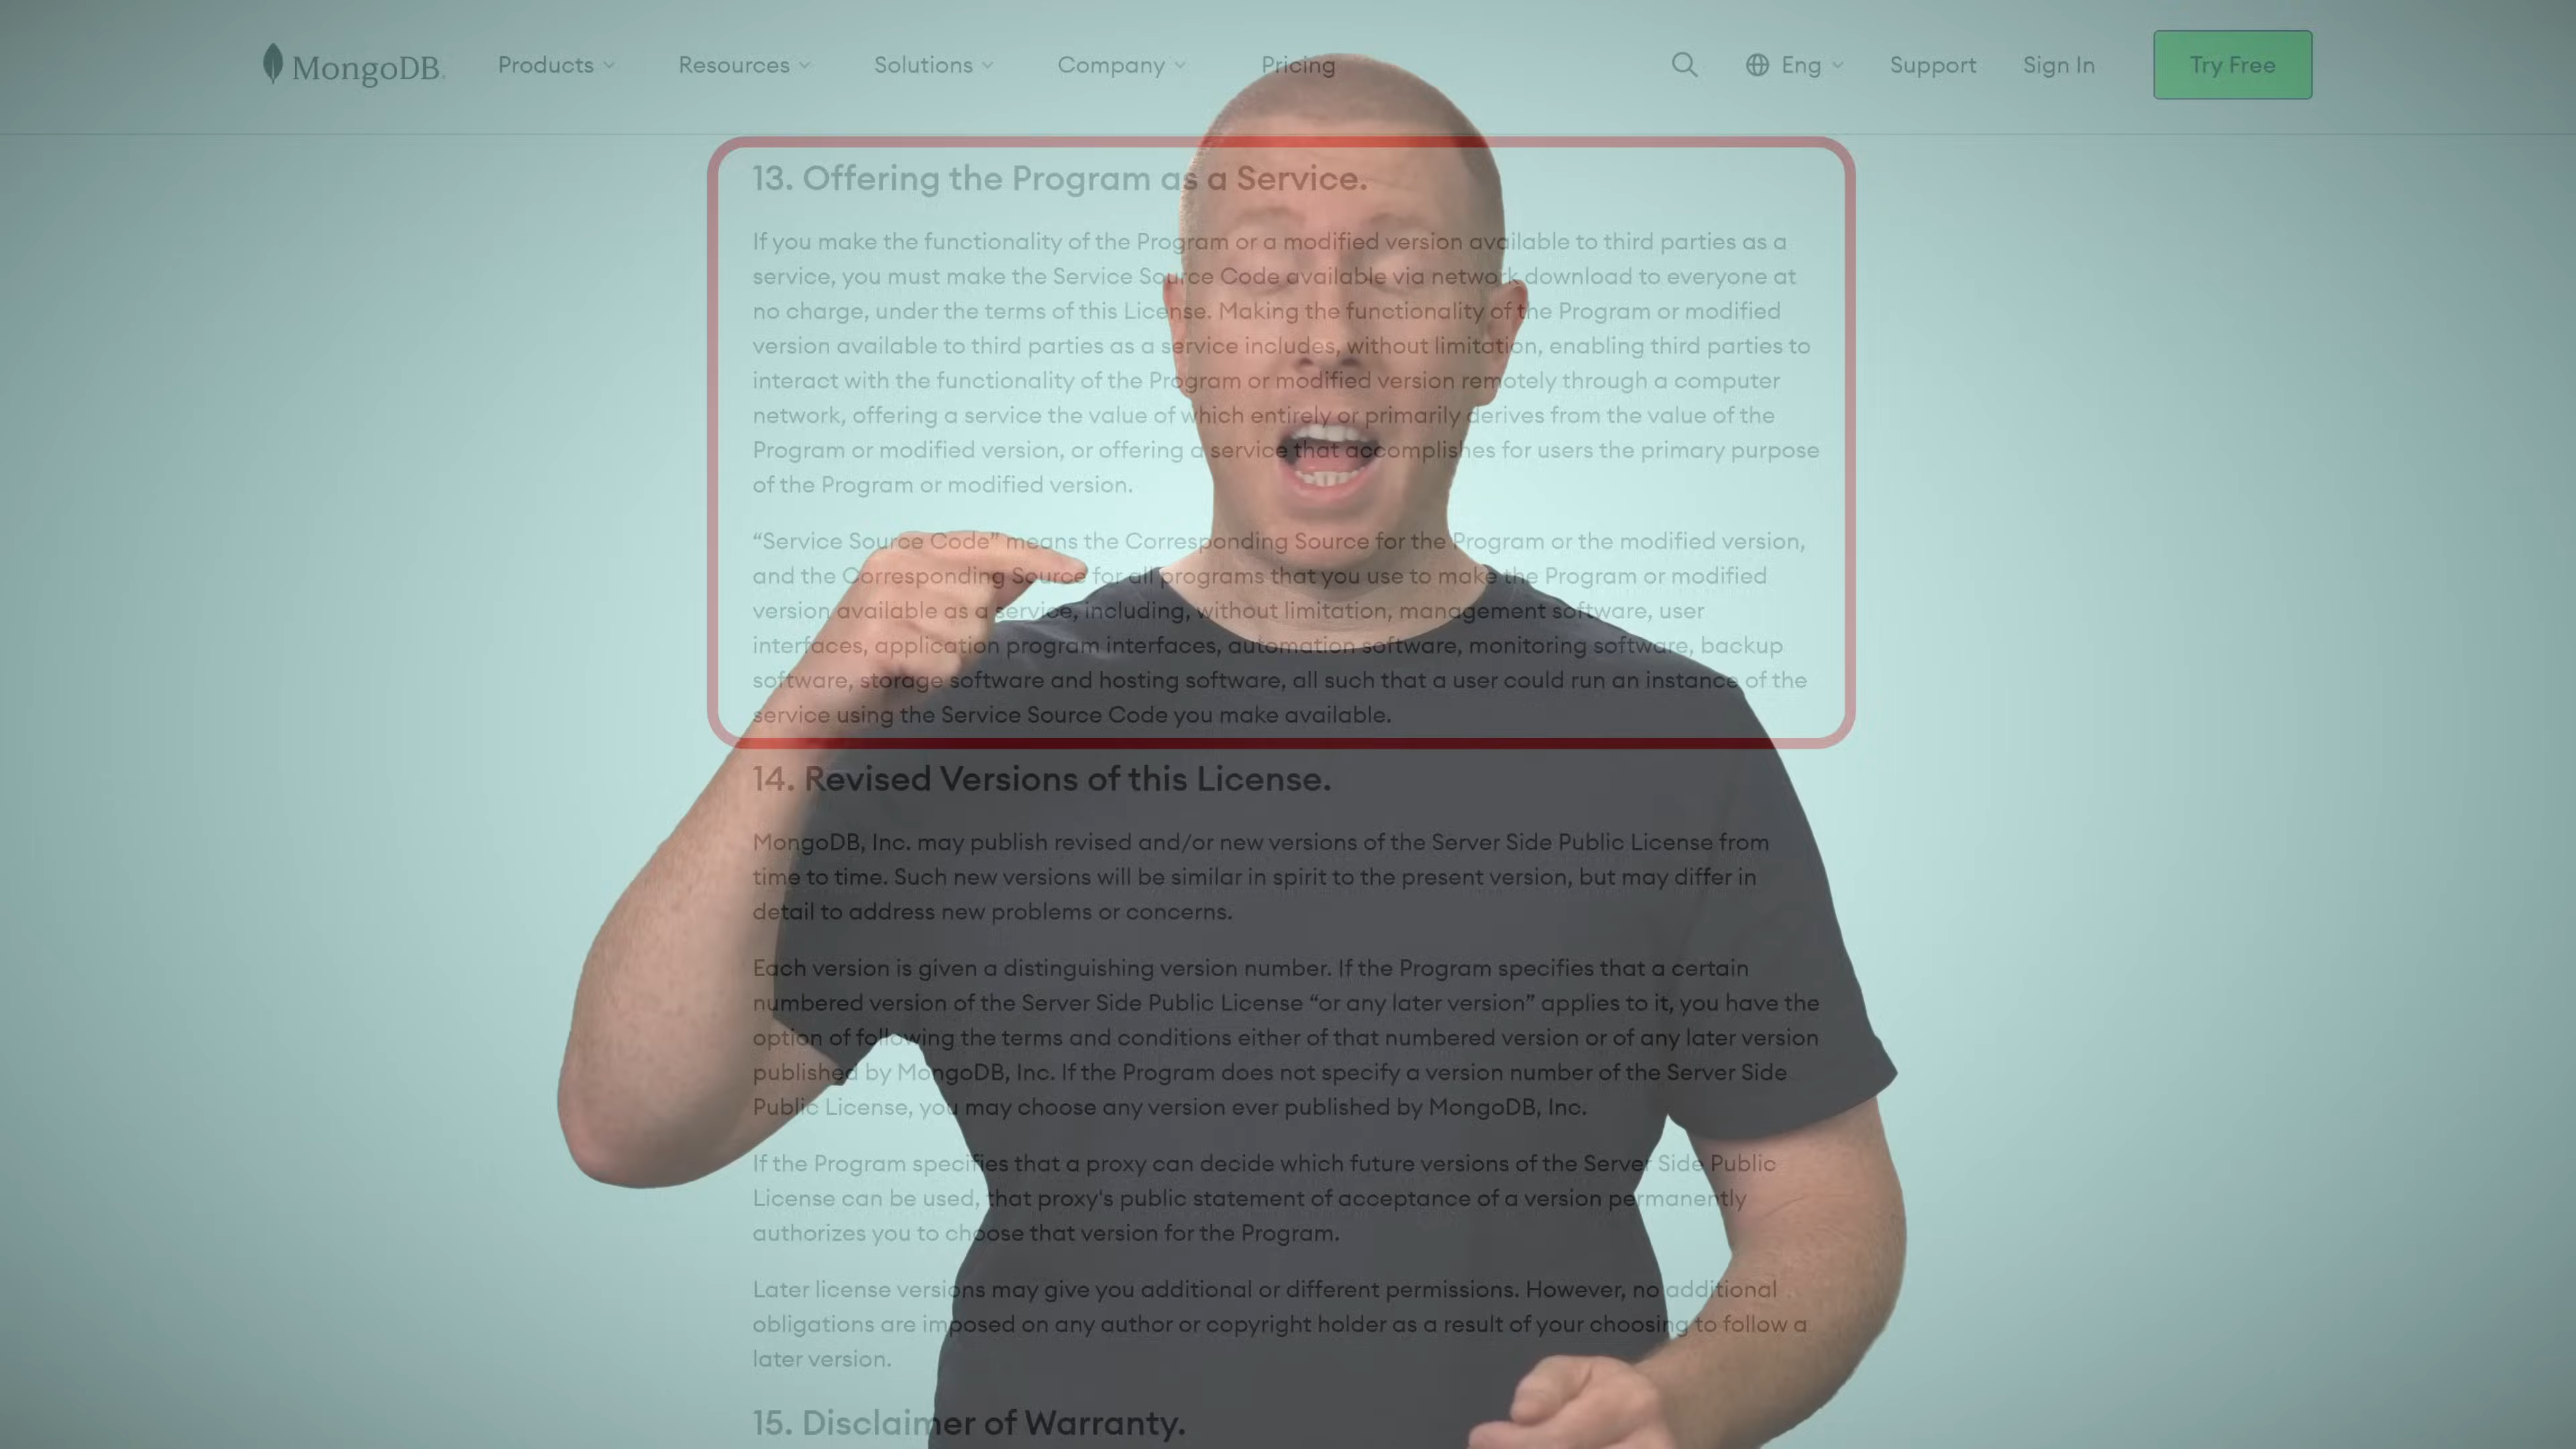 MongoDB. Products Resources Solutions Company Pricing Eng Support Sign In Try Free
13. Offering the Program as a Service.
If you make the functionality of the Program or a modified version available to third parties as a
service, you must make the Service Source Code available via network download to everyone at
no charge, under the terms of this License. Making the functionality of the Program or modified
version available to third parties as a service includes, without limitation, enabling third parties to
interact with the functionality of the Program or modified version remotely through a computer
network, offering a service the value of which entirely or primarily derives from the value of the
Program or modified version, or offering a service that accomplishes for users the primary purpose
of the Program or modified version.
“Service Source Code” means the Corresponding Source for the Program or the modified version,
and the Corresponding Source for all programs that you use to make the Program or modified
version available as a service, including, without limitation, management software, user
interfaces, application program interfaces, automation software, monitoring software, backup
software, storage software and hosting software, all such that a user could run an instance of the
service using the Service Source Code you make available.
14. Revised Versions of this License.
MongoDB, Inc. may publish revised and/or new versions of the Server Side Public License from
time to time. Such new versions will be similar in spirit to the present version, but may differ in
detail to address new problems or concerns.
Each version is given a distinguishing version number. If the Program specifies that a certain
numbered version of the Server Side Public License “or any later version” applies to it, you have the
option of following the terms and conditions either of that numbered version or of any later version
published by MongoDB, Inc. If the Program does not specify a version number of the Server Side
Public License, you may choose any version ever published by MongoDB, Inc.
If the Program specifies that a proxy can decide which future versions of the Server Side Public
License can be used, that proxy's public statement of acceptance of a version permanently
authorizes you to choose that version for the Program.
Later license versions may give you additional or different permissions. However, no additional
obligations are imposed on any author or copyright holder as a result of your choosing to follow a
later version.
15. Disclaimer of Warranty.